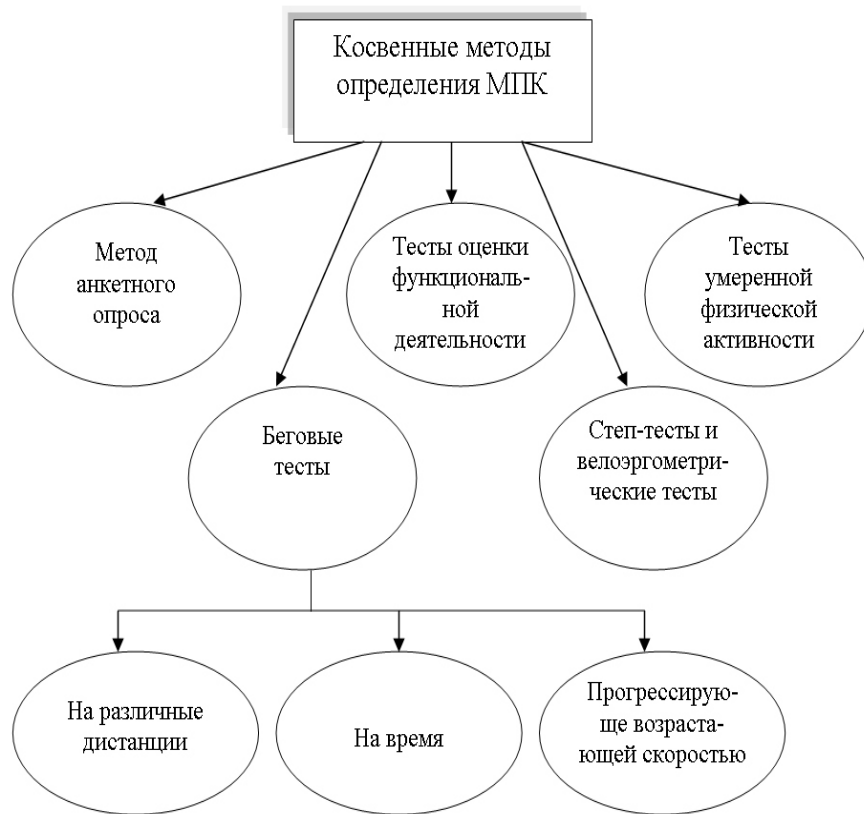 Косвенные методы
определения МПК
Метод
анкетного
опроса
Тесты оценки
функциональ-
ной
деятельности
Тесты
умеренной
физической
активности
Беговые
тесты
Степ-тесты и
велоэргометри-
ческие тесты
На различные
дистанции
На время
Прогрессирую-
ще возраста-
ющей скоростью